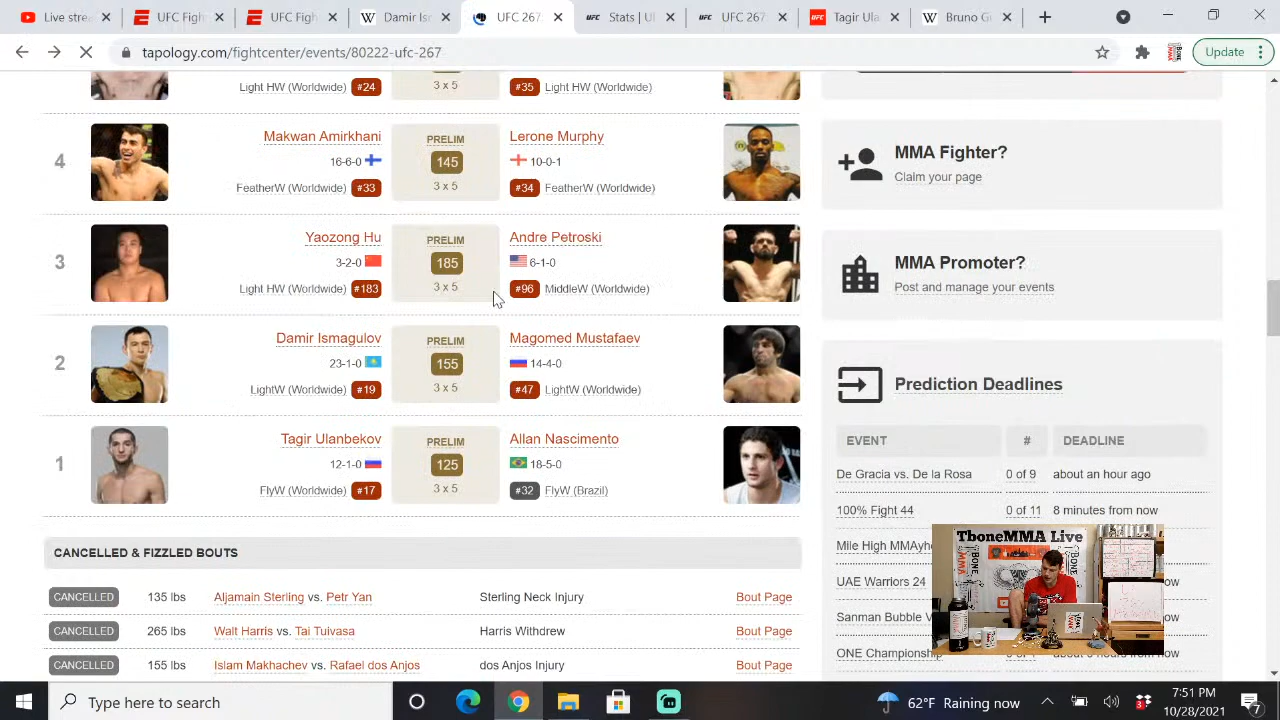 Live stre
UFC Figh
UFC Figh
Damir Is
UFC 267
Stats | U
UFC 267
Tagir Ula
Bruno Gr
tapology.com/fightcenter/events/80222-ufc-267
Update
Light HW (Worldwide) #24
3 x 5
#35 Light HW (Worldwide)
4
Makwan Amirkhani
16-6-0
FeatherW (Worldwide) #33
PRELIM
145
3 x 5
Lerone Murphy
10-0-1
#34 FeatherW (Worldwide)
3
Yaozong Hu
3-2-0
Light HW (Worldwide) #183
PRELIM
185
3 x 5
Andre Petroski
6-1-0
#96 MiddleW (Worldwide)
2
Damir Ismagulov
23-1-0
LightW (Worldwide) #19
PRELIM
155
3 x 5
Magomed Mustafaev
14-4-0
#47 LightW (Worldwide)
1
Tagir Ulanbekov
12-1-0
FlyW (Worldwide) #17
PRELIM
125
3 x 5
Allan Nascimento
18-5-0
#32 FlyW (Brazil)
CANCELLED & FIZZLED BOUTS
CANCELLED 135 lbs Aljamain Sterling vs. Petr Yan Sterling Neck Injury Bout Page
CANCELLED 265 lbs Walt Harris vs. Tai Tuivasa Harris Withdrew Bout Page
CANCELLED 155 lbs Islam Makhachev vs. Rafael dos Anjos dos Anjos Injury Bout Page
MMA Fighter?
Claim your page
MMA Promoter?
Post and manage your events
Prediction Deadlines
EVENT # DEADLINE
De Gracia vs. De la Rosa 0 of 9 about an hour ago
100% Fight 44 0 of 11 8 minutes from now
Mile High MMAyhe
UAE Warriors 24
Sanman Bubble V
ONE Championship
TboneMMA Live
Type here to search
62°F Raining now
7:51 PM
10/28/2021
7